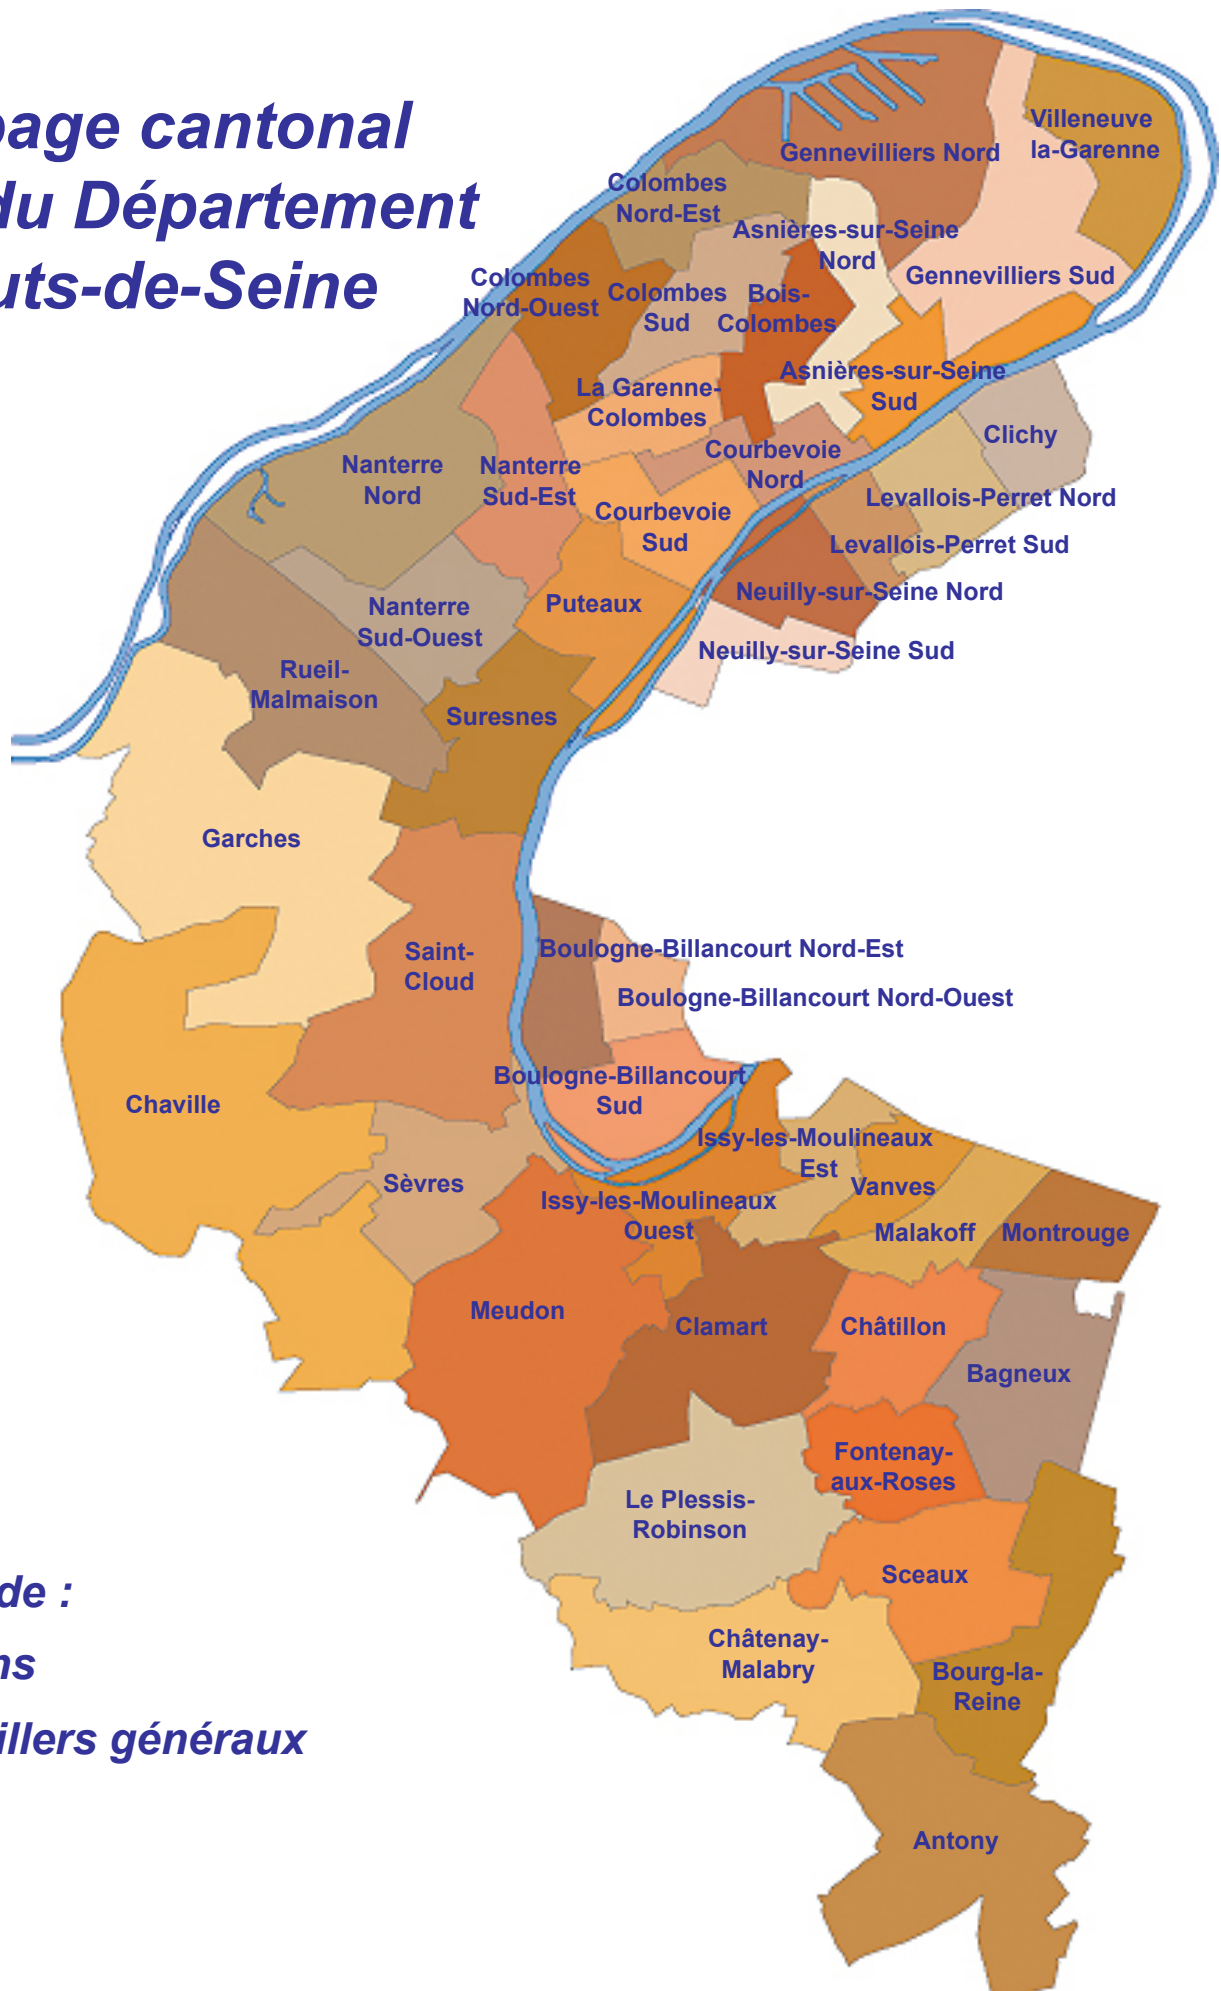 page cantonal
du Département
uts-de-Seine
Villeneuve
la-Garenne
Gennevilliers Nord
Colombes
Nord-Est
Asnières-sur-Seine
Nord
Gennevilliers Sud
Colombes
Nord-Ouest
Colombes
Sud
Bois-
Colombes
Asnières-sur-Seine
Sud
La Garenne-
Colombes
Clichy
Courbevoie
Nord
Nanterre
Nord
Nanterre
Sud-Est
Levallois-Perret Nord
Courbevoie
Sud
Levallois-Perret Sud
Neuilly-sur-Seine Nord
Puteaux
Nanterre
Sud-Ouest
Neuilly-sur-Seine Sud
Rueil-
Malmaison
Suresnes
Garches
Saint-
Cloud
Boulogne-Billancourt Nord-Est
Boulogne-Billancourt Nord-Ouest
Boulogne-Billancourt
Sud
Chaville
Issy-les-Moulineaux
Est
Sèvres
Vanves
Issy-les-Moulineaux
Ouest
Malakoff
Montrouge
Meudon
Clamart
Châtillon
Bagneux
Fontenay-
aux-Roses
Le Plessis-
Robinson
Sceaux
de :
ns
Châtenay-
Malabry
Bourg-la-
Reine
illers généraux
Antony